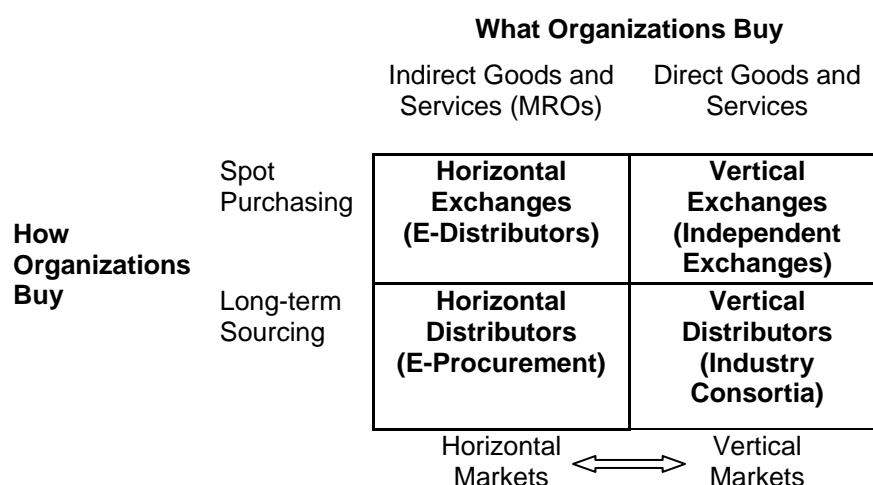 What Organizations Buy
Indirect Goods and
Services (MROs)
Direct Goods and
Services
How
Organizations
Buy
Spot
Purchasing
Horizontal
Exchanges
(E-Distributors)
Vertical
Exchanges
(Independent
Exchanges)
Long-term
Sourcing
Horizontal
Distributors
(E-Procurement)
Vertical
Distributors
(Industry
Consortia)
Horizontal
Markets
Vertical
Markets